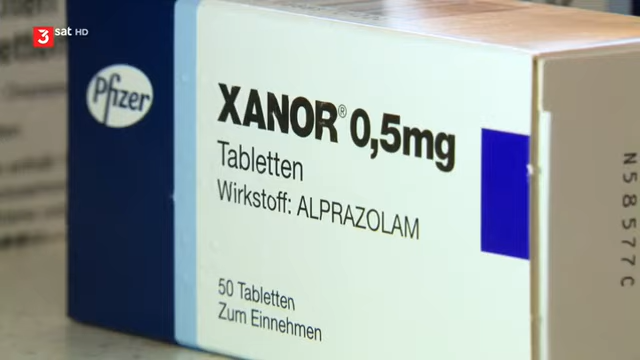 3sat HD
Pfizer
XANOR® 0,5mg
Tabletten
Wirkstoff: ALPRAZOLAM
50 Tabletten
Zum Einnehmen
N58577C